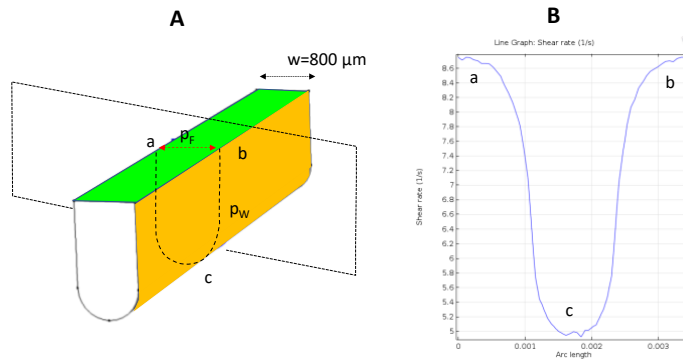 A
w=800 µm
a
pF
b
pW
c
B
Line Graph: Shear rate (1/s)
Shear rate (1/s)
8.6
8.4
8.2
8
7.8
7.6
7.4
7.2
7
6.8
6.6
6.4
6.2
6
5.8
5.6
5.4
5.2
5
a
b
c
0
0.001
0.002
0.003
Arc length